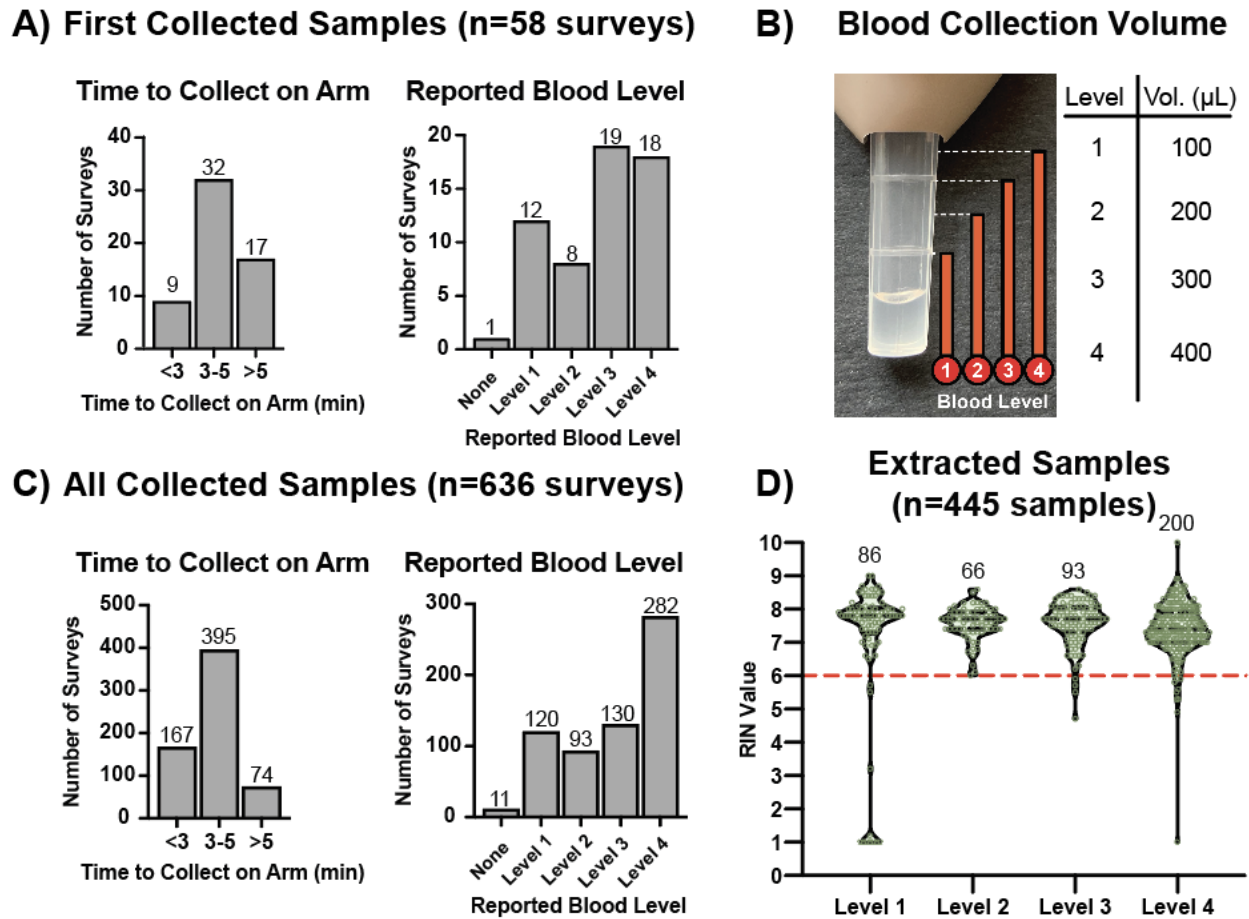 A) First Collected Samples (n=58 surveys)
Time to Collect on Arm
Number of Surveys
40
30
20
10
0
9
32
17
<3 3-5 >5
Time to Collect on Arm (min)
Reported Blood Level
Number of Surveys
20
15
10
5
0
1
12
8
19
18
None
Level 1
Level 2
Level 3
Level 4
Reported Blood Level
B) Blood Collection Volume
1 2 3 4
Blood Level
Level Vol. (µL)
1 100
2 200
3 300
4 400
C) All Collected Samples (n=636 surveys)
Time to Collect on Arm
Number of Surveys
500
400
300
200
100
0
167
395
74
<3 3-5 >5
Time to Collect on Arm (min)
Reported Blood Level
Number of Surveys
300
200
100
0
11
120
93
130
282
None
Level 1
Level 2
Level 3
Level 4
Reported Blood Level
D) Extracted Samples
(n=445 samples)
RIN Value
10
9
8
7
6
5
4
3
2
1
0
86
66
93
200
Level 1 Level 2 Level 3 Level 4